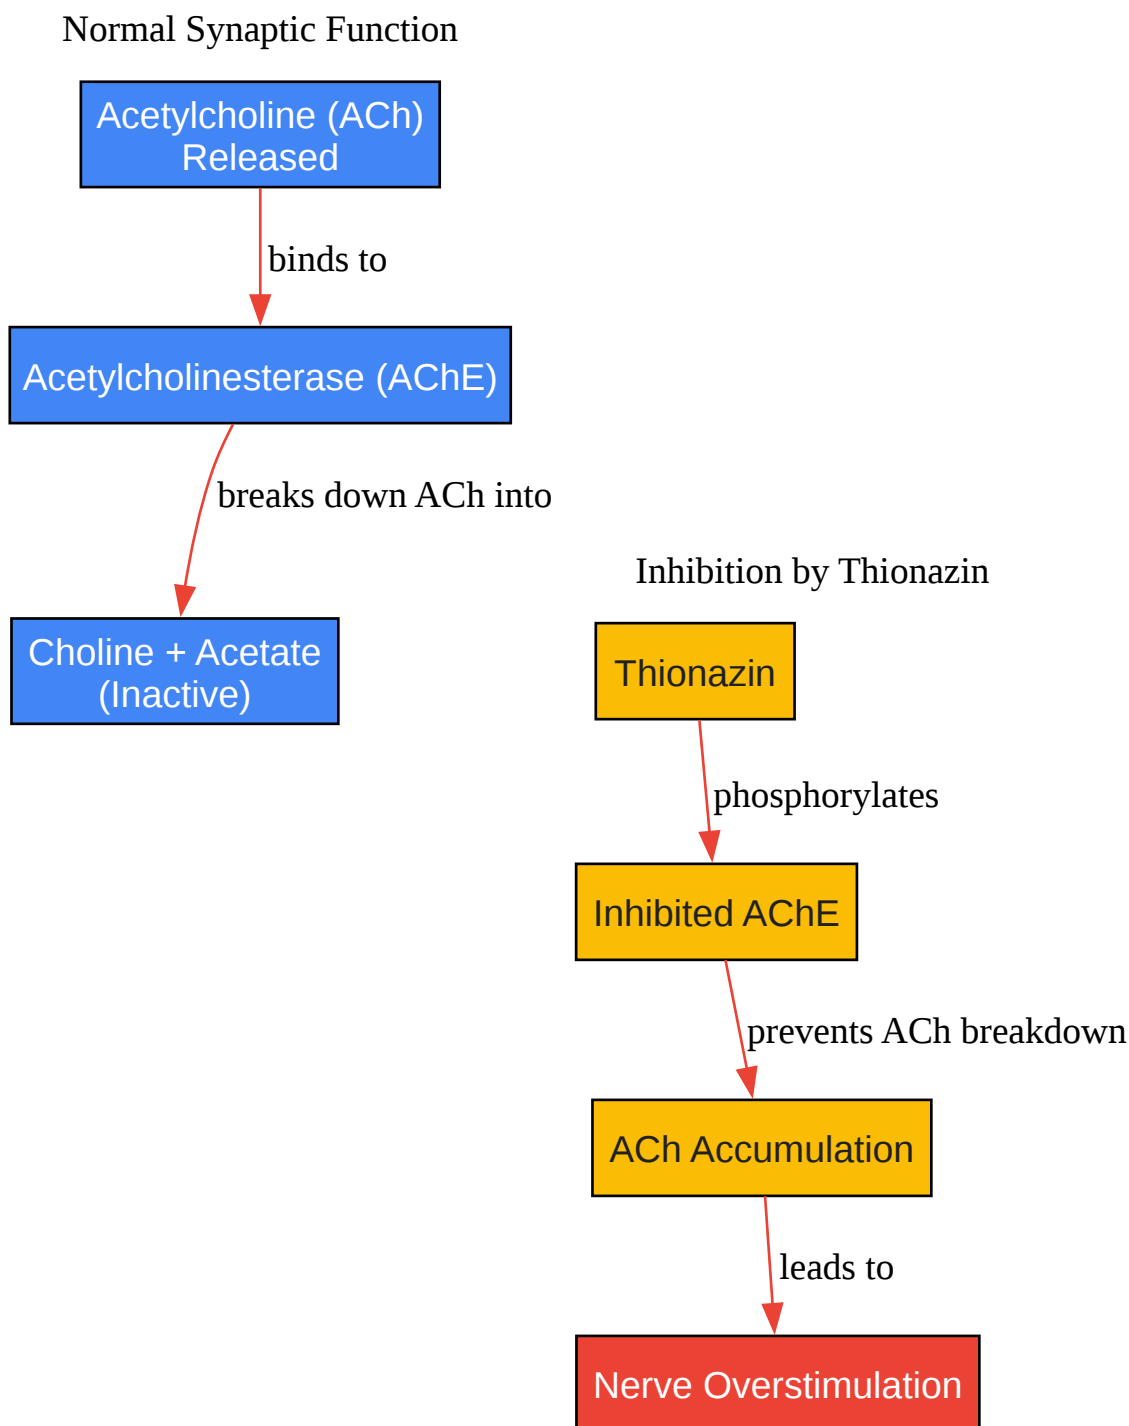 Normal Synaptic Function
Acetylcholine (ACh)
Released
binds to
Acetylcholinesterase (AChE)
breaks down ACh into
Choline + Acetate
(Inactive)
Inhibition by Thionazin
Thionazin
phosphorylates
Inhibited AChE
prevents ACh breakdown
ACh Accumulation
leads to
Nerve Overstimulation